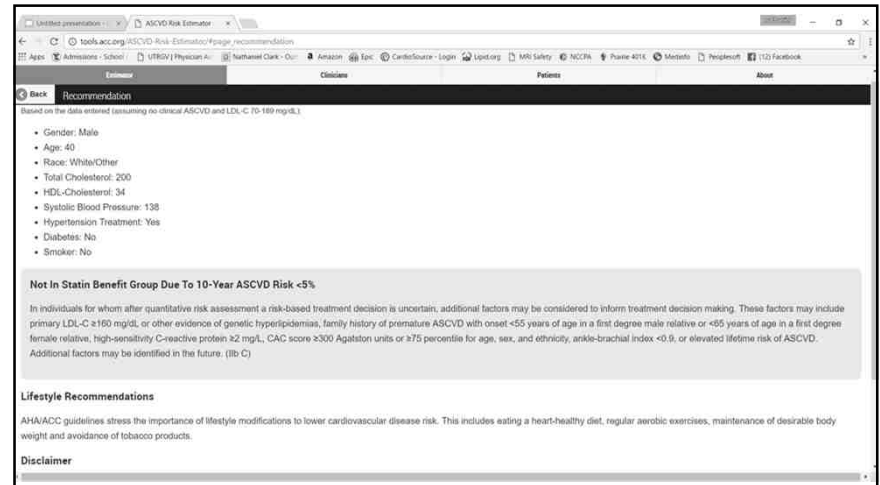 Untitled presentation - (
ASCVD Risk Estimator
tools.acc.org/ASCVD-Risk-Estimator/#page_recommendation
Apps Admissions - School UTRGV | Physician As Nathaniel Clark - Our Amazon Epic CardioSource - Login Lipid.org MRI Safety NCCPA Prairie 4016 Medinfo Peoplesoft (12) Facebook
Estimator Clinicians Patients About
Back Recommendation
Based on the data entered (assuming no clinical ASCVD and LDL-C 70-189 mg/dL)
• Gender: Male
• Age: 40
• Race: White/Other
• Total Cholesterol: 200
• HDL-Cholesterol: 34
• Systolic Blood Pressure: 138
• Hypertension Treatment: Yes
• Diabetes: No
• Smoker: No
Not In Statin Benefit Group Due To 10-Year ASCVD Risk <5%
In individuals for whom after quantitative risk assessment a risk-based treatment decision is uncertain, additional factors may be considered to inform treatment decision making. These factors may include
primary LDL-C ≥160 mg/dL or other evidence of genetic hyperlipidemias, family history of premature ASCVD with onset <55 years of age in a first degree male relative or <65 years of age in a first degree
female relative, high-sensitivity C-reactive protein ≥2 mg/L, CAC score ≥300 Agatston units or ≥75 percentile for age, sex, and ethnicity, ankle-brachial index <0.9, or elevated lifetime risk of ASCVD.
Additional factors may be identified in the future. (IIb C)
Lifestyle Recommendations
AHA/ACC guidelines stress the importance of lifestyle modifications to lower cardiovascular disease risk. This includes eating a heart-healthy diet, regular aerobic exercises, maintenance of desirable body
weight and avoidance of tobacco products.
Disclaimer